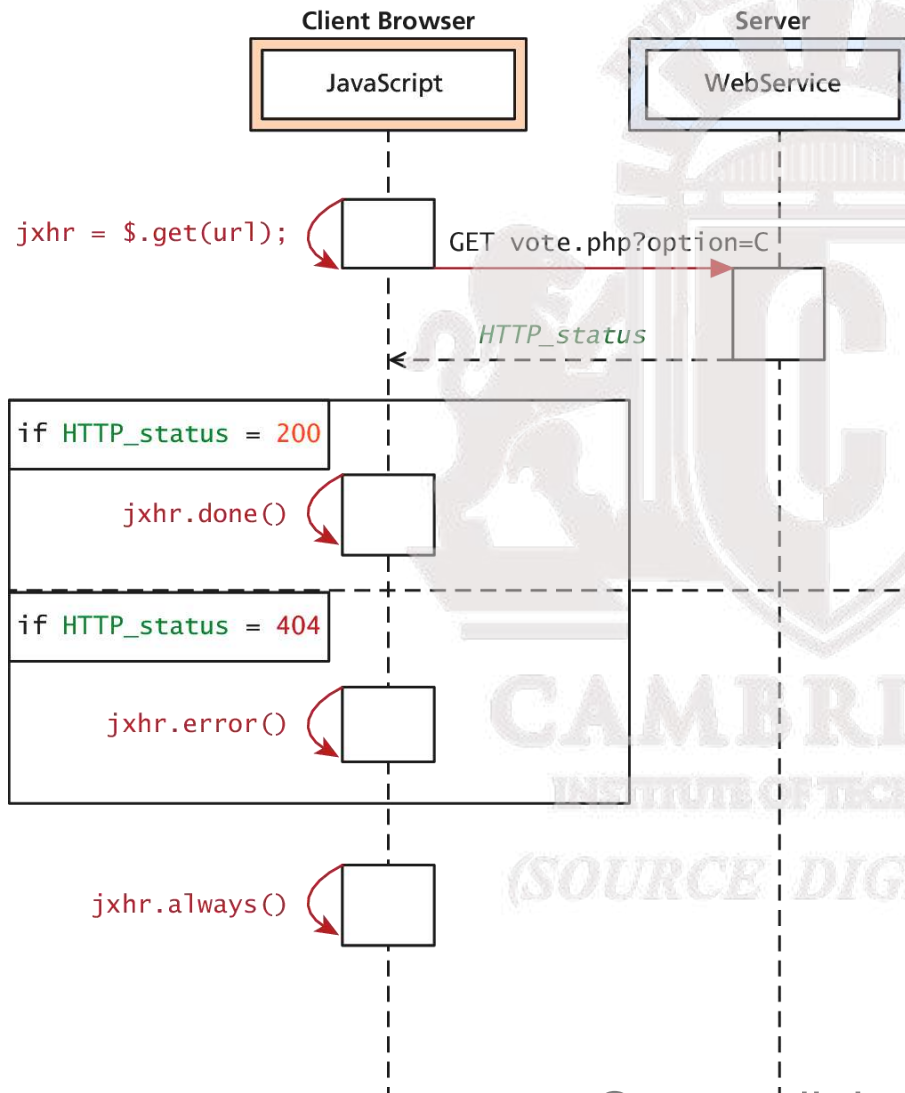 Client Browser
Server
JavaScript
WebService
jxhr = $.get(url);
GET vote.php?option=C
HTTP_status
if HTTP_status = 200
jxhr.done()
if HTTP_status = 404
jxhr.error()
CAMBRI
INSTITUTE OF TECH
jxhr.always()
(SOURCE DIG